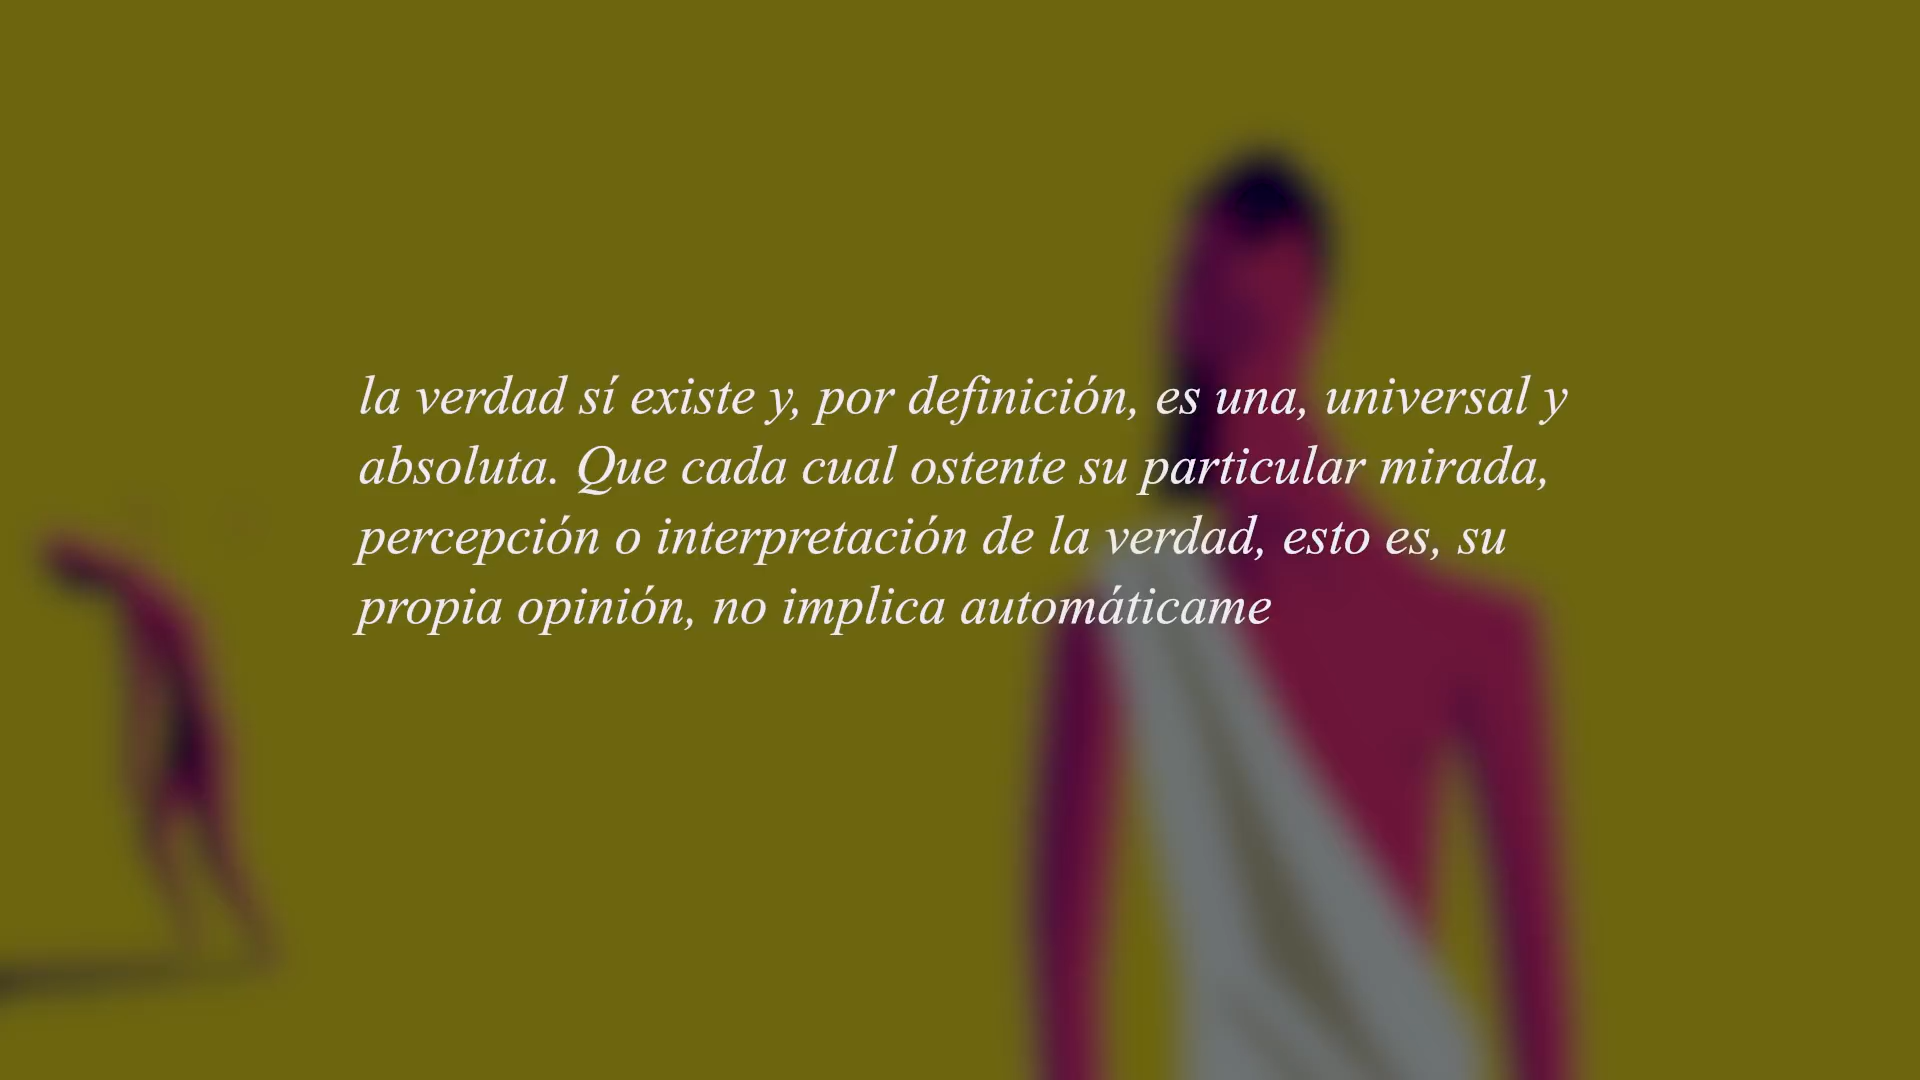 la verdad sí existe y, por definición, es una, universal y
absoluta. Que cada cual ostente su particular mirada,
percepción o interpretación de la verdad, esto es, su
propia opinión, no implica automáticame